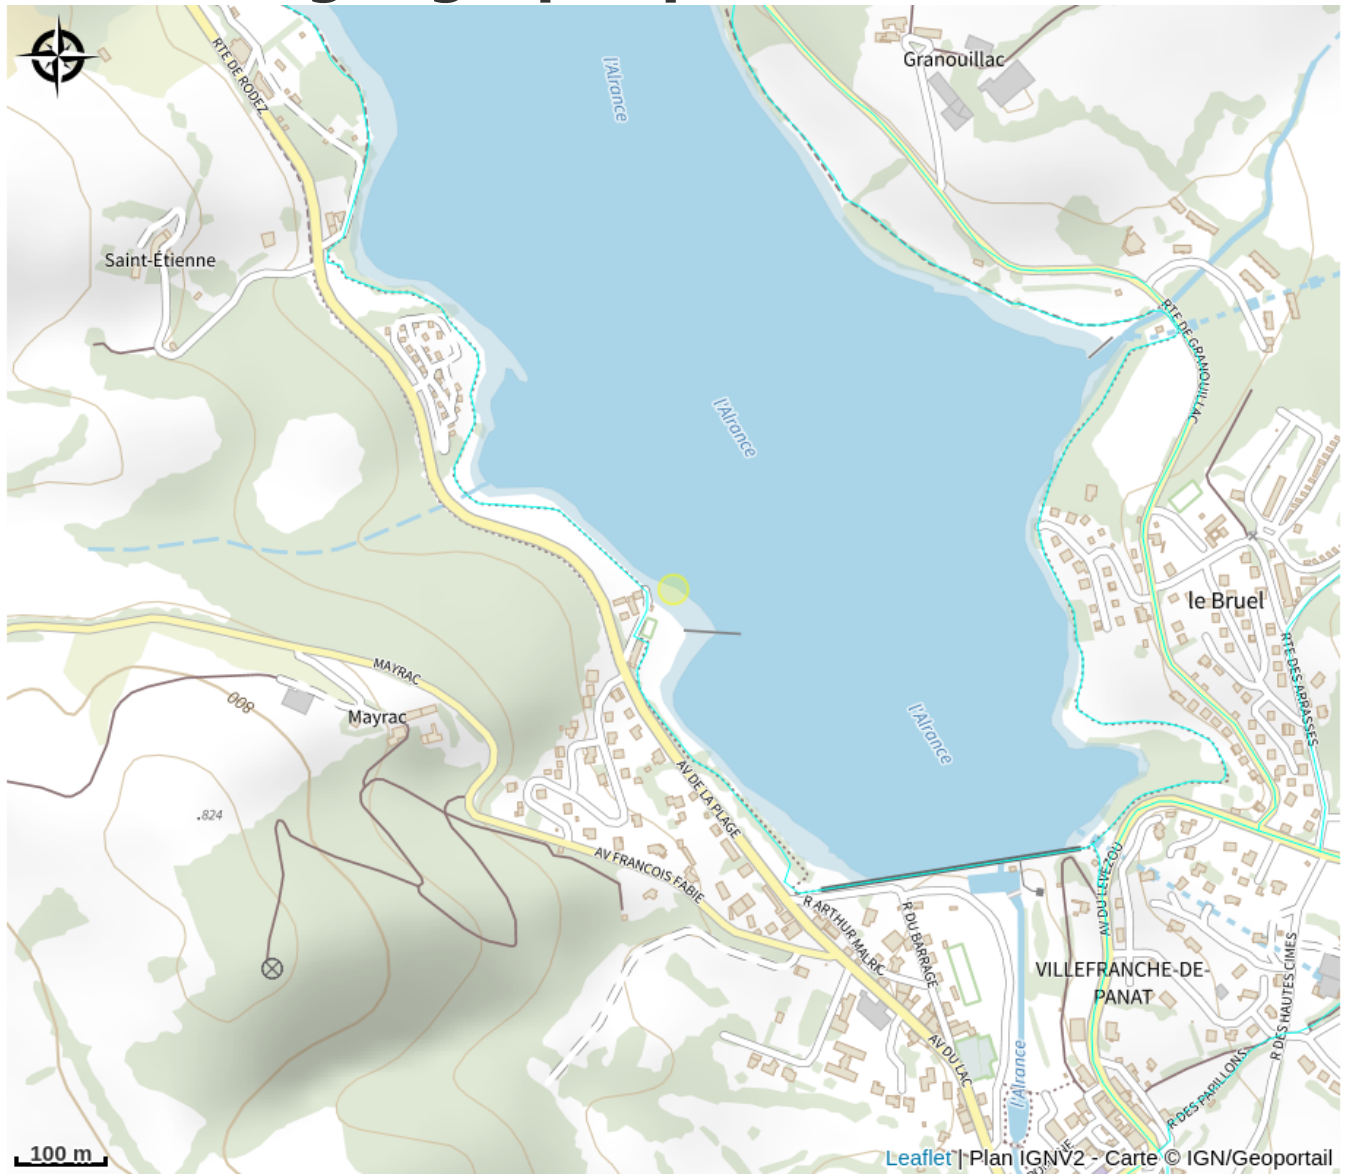 RTE DE RODEZ
l'Alrance
Granouillac
Saint-Étienne
RTE DE GRANOUILLAC
l'Alrance
le Bruel
RTE DES ARRASSES
MAYRAC
800
Mayrac
l'Alrance
.824
AV DE LA PLAGE
AV FRANCOIS FABIE
AV DU LEVEZOU
R ARTHUR MALRIC
R DU BARRAGE
VILLEFRANCHE-DE-
PANAT
R DES HAUTES CIMES
AV DU LAC
l'Alrance
R DES PAPILLONS
100 m
Leaflet | Plan IGNV2 - Carte © IGN/Geoportail